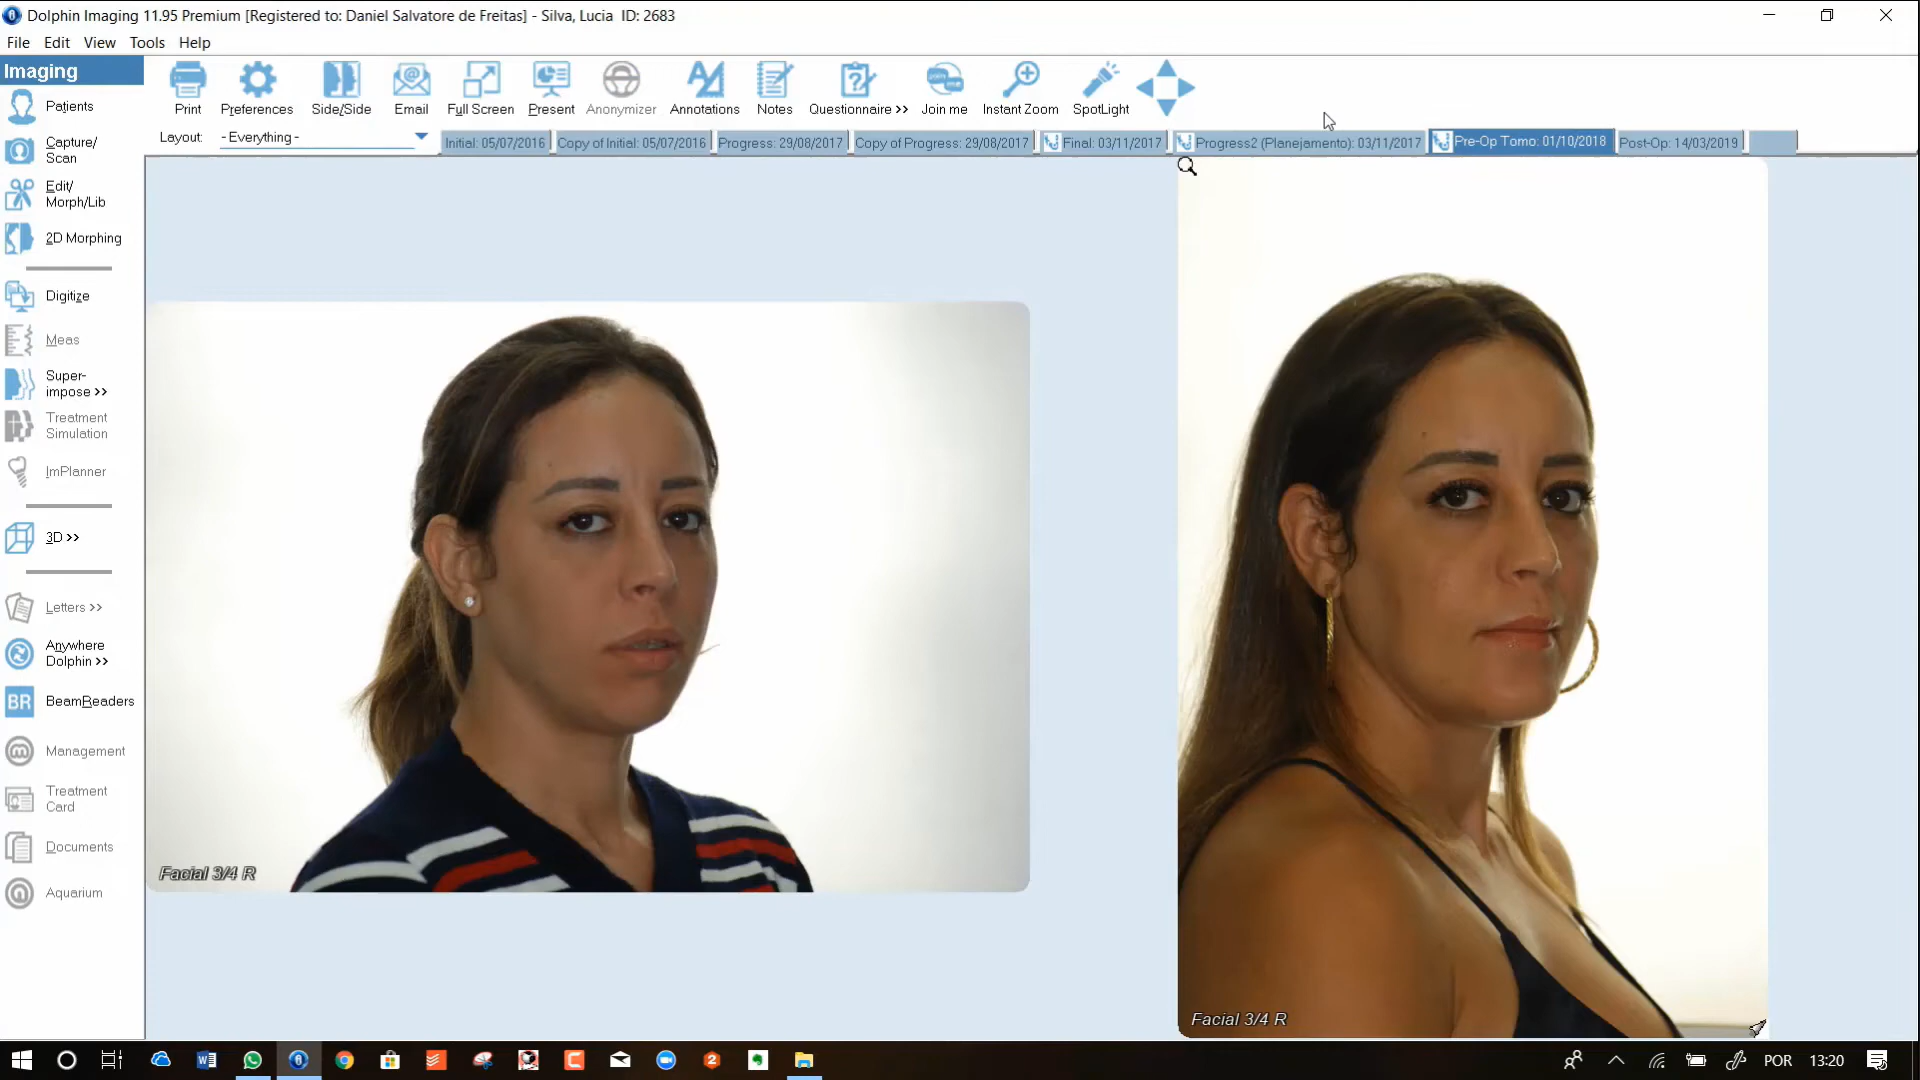 Dolphin Imaging 11.95 Premium [Registered to: Daniel Salvatore de Freitas] - Silva, Lucia  ID: 2683
File Edit View Tools Help
Imaging
Print Preferences Side/Side Email Full Screen Present Anonymizer Annotations Notes Questionnaire >> Join me Instant Zoom SpotLight
Layout: - Everything -
Initial: 05/07/2016 Copy of Initial: 05/07/2016 Progress: 29/08/2017 Copy of Progress: 29/08/2017 Final: 03/11/2017 Progress2 (Planejamento): 03/11/2017 Pre-Op Tomo: 01/10/2018 Post-Op: 14/03/2019
Patients
Capture/
Scan
Edit/
Morph/Lib
2D Morphing
Digitize
Meas
Super-
impose >>
Treatment
Simulation
ImPlanner
3D >>
Letters >>
Anywhere
Dolphin >>
BR BeamReaders
Management
Treatment
Card
Documents
Aquarium
Facial 3/4 R
Facial 3/4 R
POR 13:20